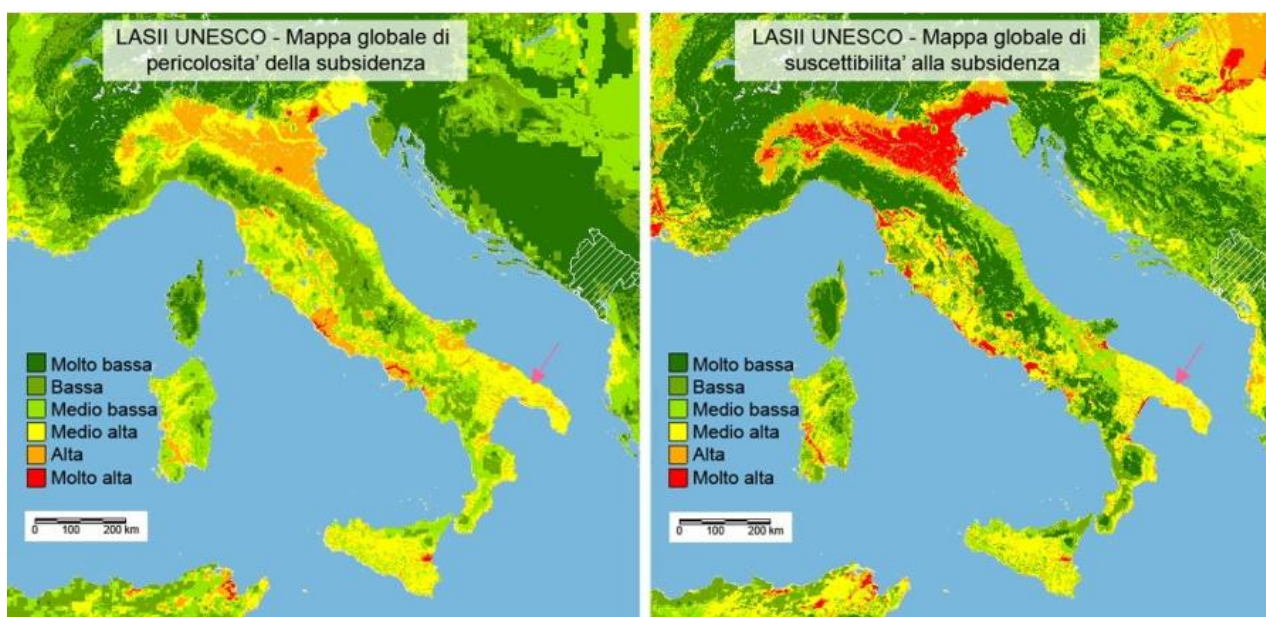 LASII UNESCO - Mappa globale di
pericolosita' della subsidenza
Molto bassa
Bassa
Medio bassa
Medio alta
Alta
Molto alta
0 100 200 km
LASII UNESCO - Mappa globale di
suscettibilita' alla subsidenza
Molto bassa
Bassa
Medio bassa
Medio alta
Alta
Molto alta
0 100 200 km